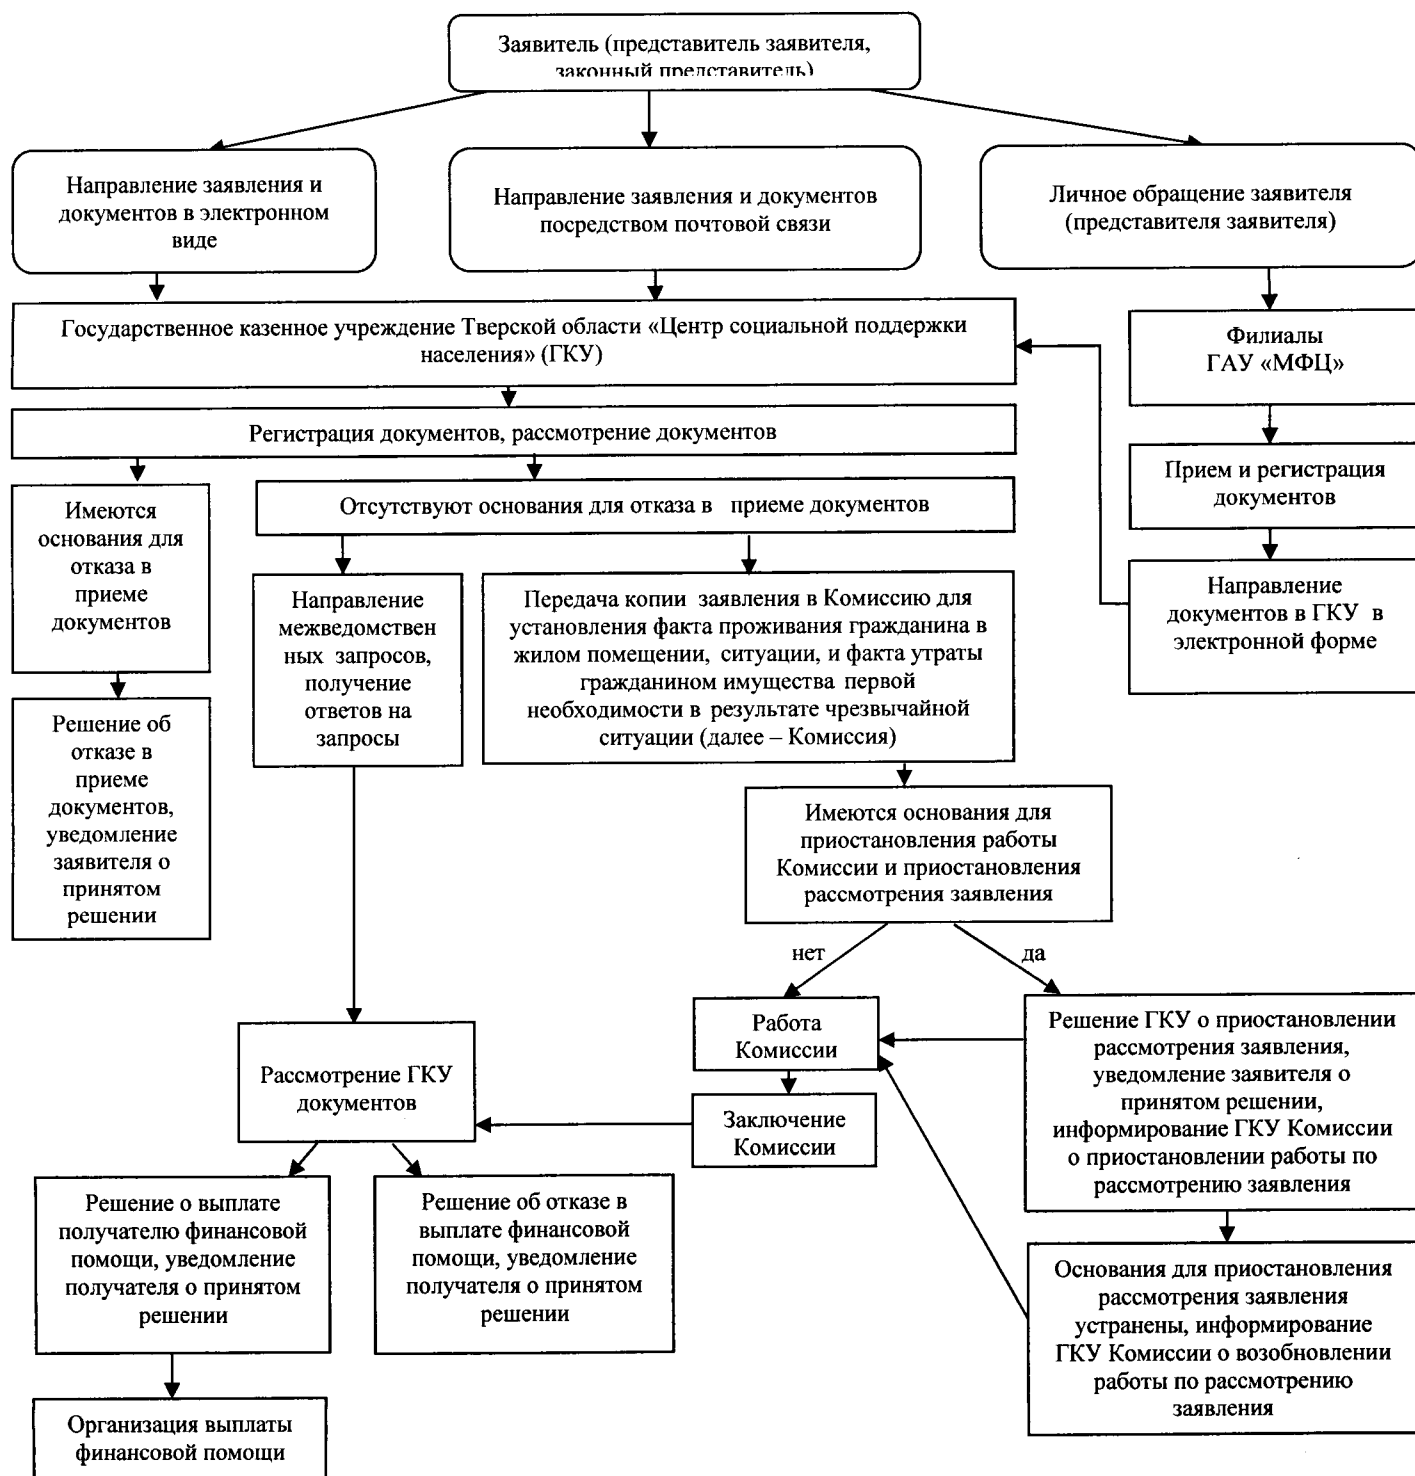 Заявитель (представитель заявителя,
законный представитель)
Направление заявления и
документов в электронном
виде
Направление заявления и документов
посредством почтовой связи
Личное обращение заявителя
(представителя заявителя)
Государственное казенное учреждение Тверской области «Центр социальной поддержки
населения» (ГКУ)
Филиалы
ГАУ «МФЦ»
Регистрация документов, рассмотрение документов
Прием и регистрация
документов
Имеются
основания для
отказа в
приеме
документов
Отсутствуют основания для отказа в приеме документов
Направление
межведомствен
ных запросов,
получение
ответов на
запросы
Передача копии заявления в Комиссию для
установления факта проживания гражданина в
жилом помещении, ситуации, и факта утраты
гражданином имущества первой
необходимости в результате чрезвычайной
ситуации (далее – Комиссия)
Направление
документов в ГКУ в
электронной форме
Решение об
отказе в
приеме
документов,
уведомление
заявителя о
принятом
решении
Имеются основания для
приостановления работы
Комиссии и приостановления
рассмотрения заявления
нет
да
Работа
Комиссии
Решение ГКУ о приостановлении
рассмотрения заявления,
уведомление заявителя о
принятом решении,
информирование ГКУ Комиссии
о приостановлении работы по
рассмотрению заявления
Рассмотрение ГКУ
документов
Заключение
Комиссии
Решение о выплате
получателю финансовой
помощи, уведомление
получателя о принятом
решении
Решение об отказе в
выплате финансовой
помощи, уведомление
получателя о принятом
решении
Основания для приостановления
рассмотрения заявления
устранены, информирование
ГКУ Комиссии о возобновлении
работы по рассмотрению
заявления
Организация выплаты
финансовой помощи